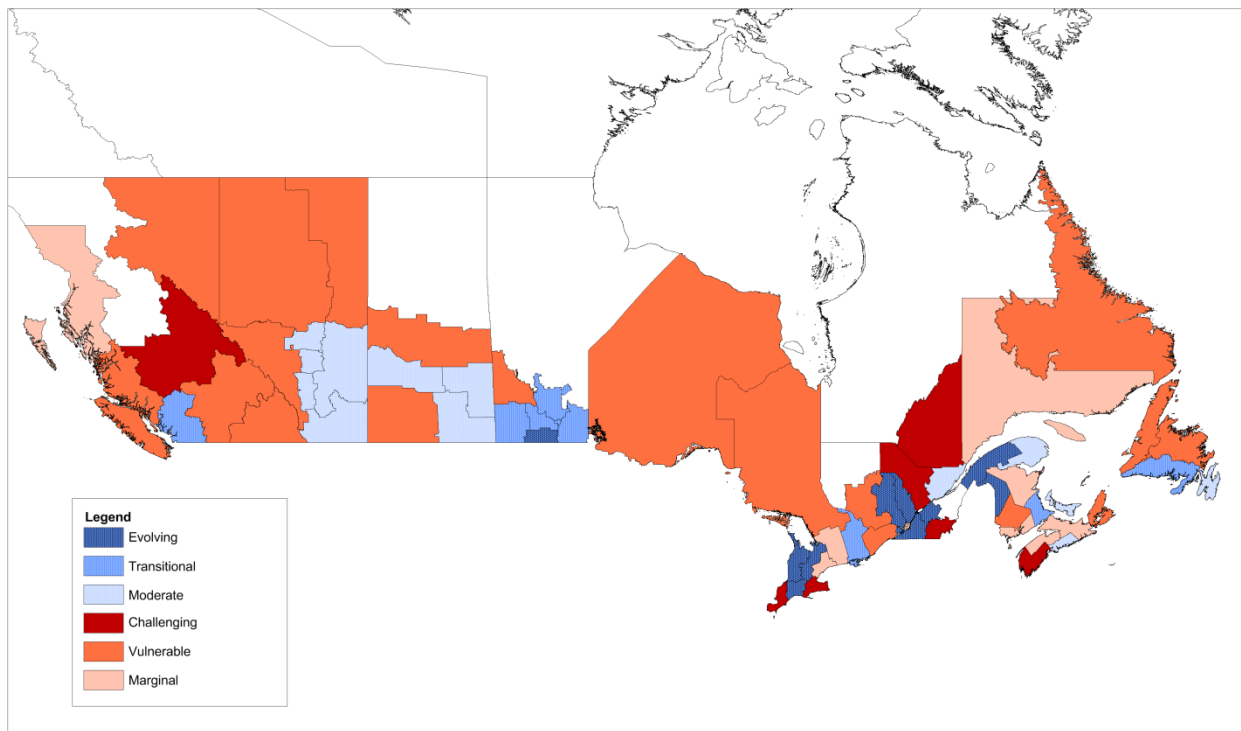 Legend
Evolving
Transitional
Moderate
Challenging
Vulnerable
Marginal